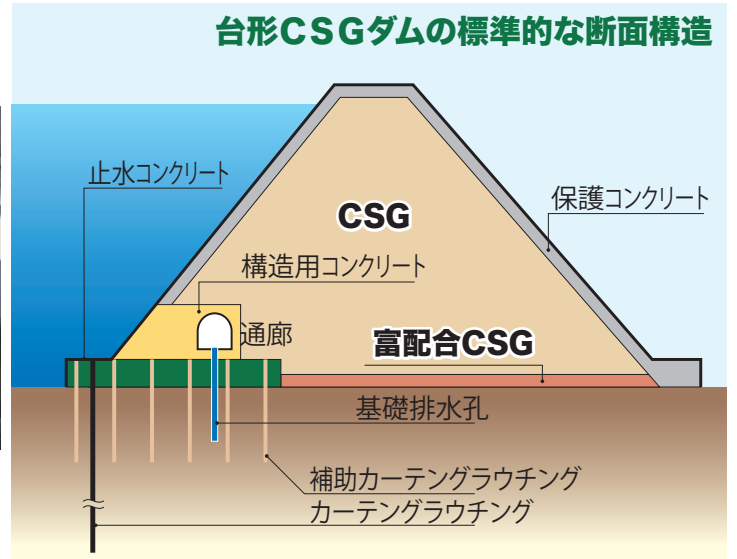 台形CSGダムの標準的な断面構造
止水コンクリート
保護コンクリート
CSG
構造用コンクリート
通廊
富配合CSG
基礎排水孔
補助カーテングラウチング
カーテングラウチング